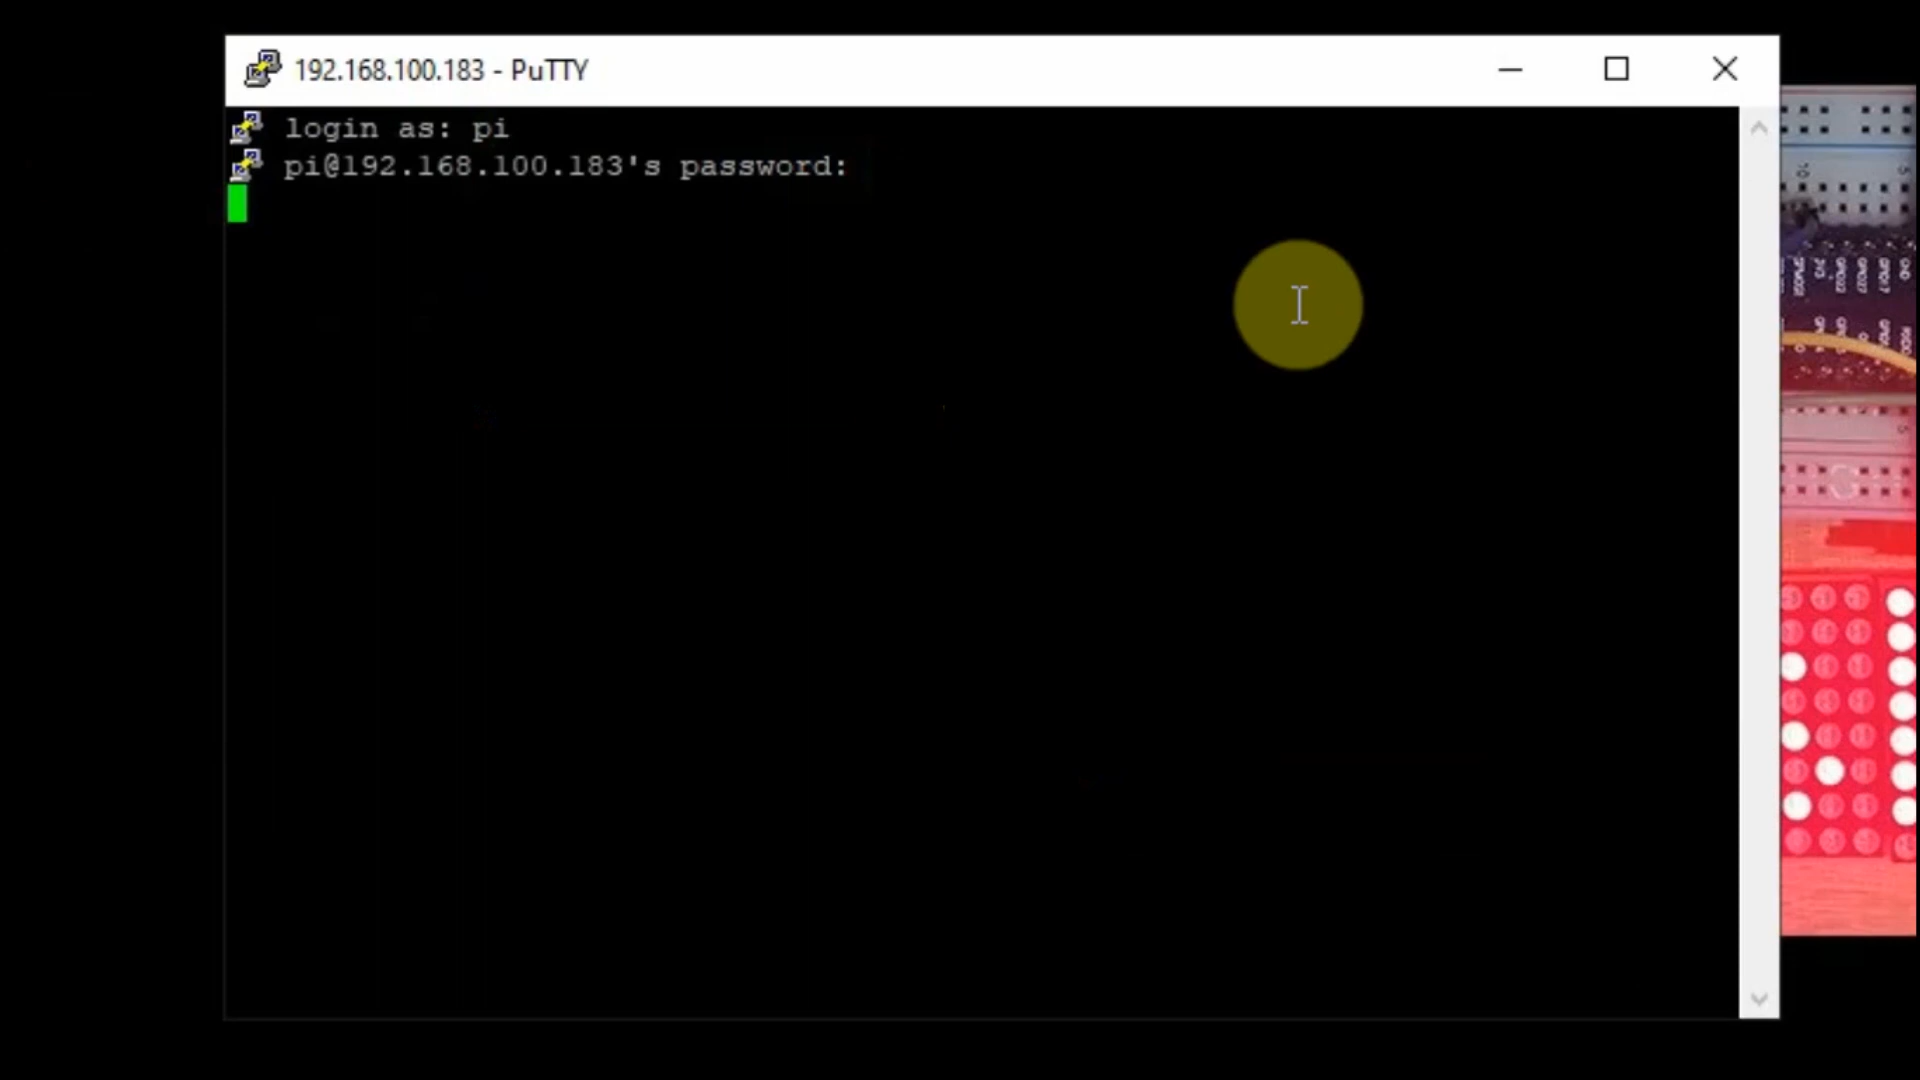 192.168.100.183 - PuTTY
login as: pi
pi@192.168.100.183's password: